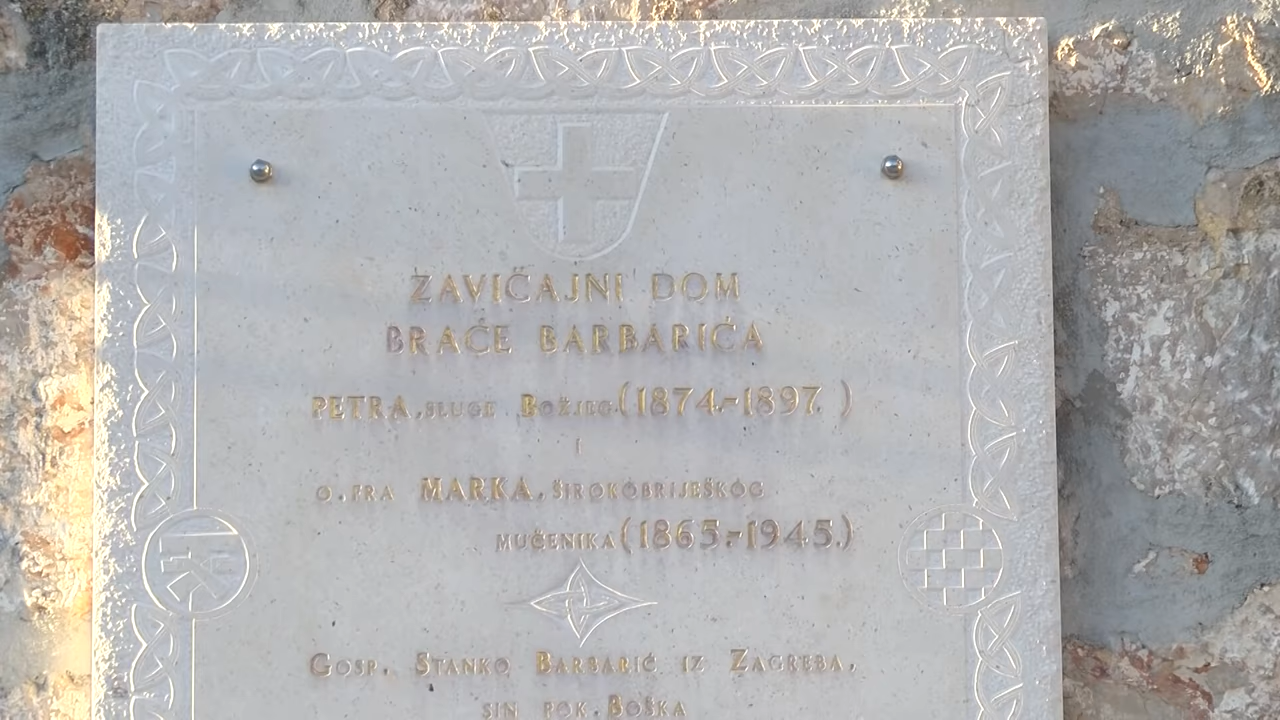 ZAVIČAJNI DOM
BRAĆE BARBARIĆA
PETRA, SLUGE BOŽJEG (1874.-1897.)
I
O. FRA MARKA, ŠIROKOBRIJEŠKOG
MUČENIKA (1865.-1945.)
GOSP. STANKO BARBARIĆ IZ ZAGREBA,
SIN POK. BOŠKA